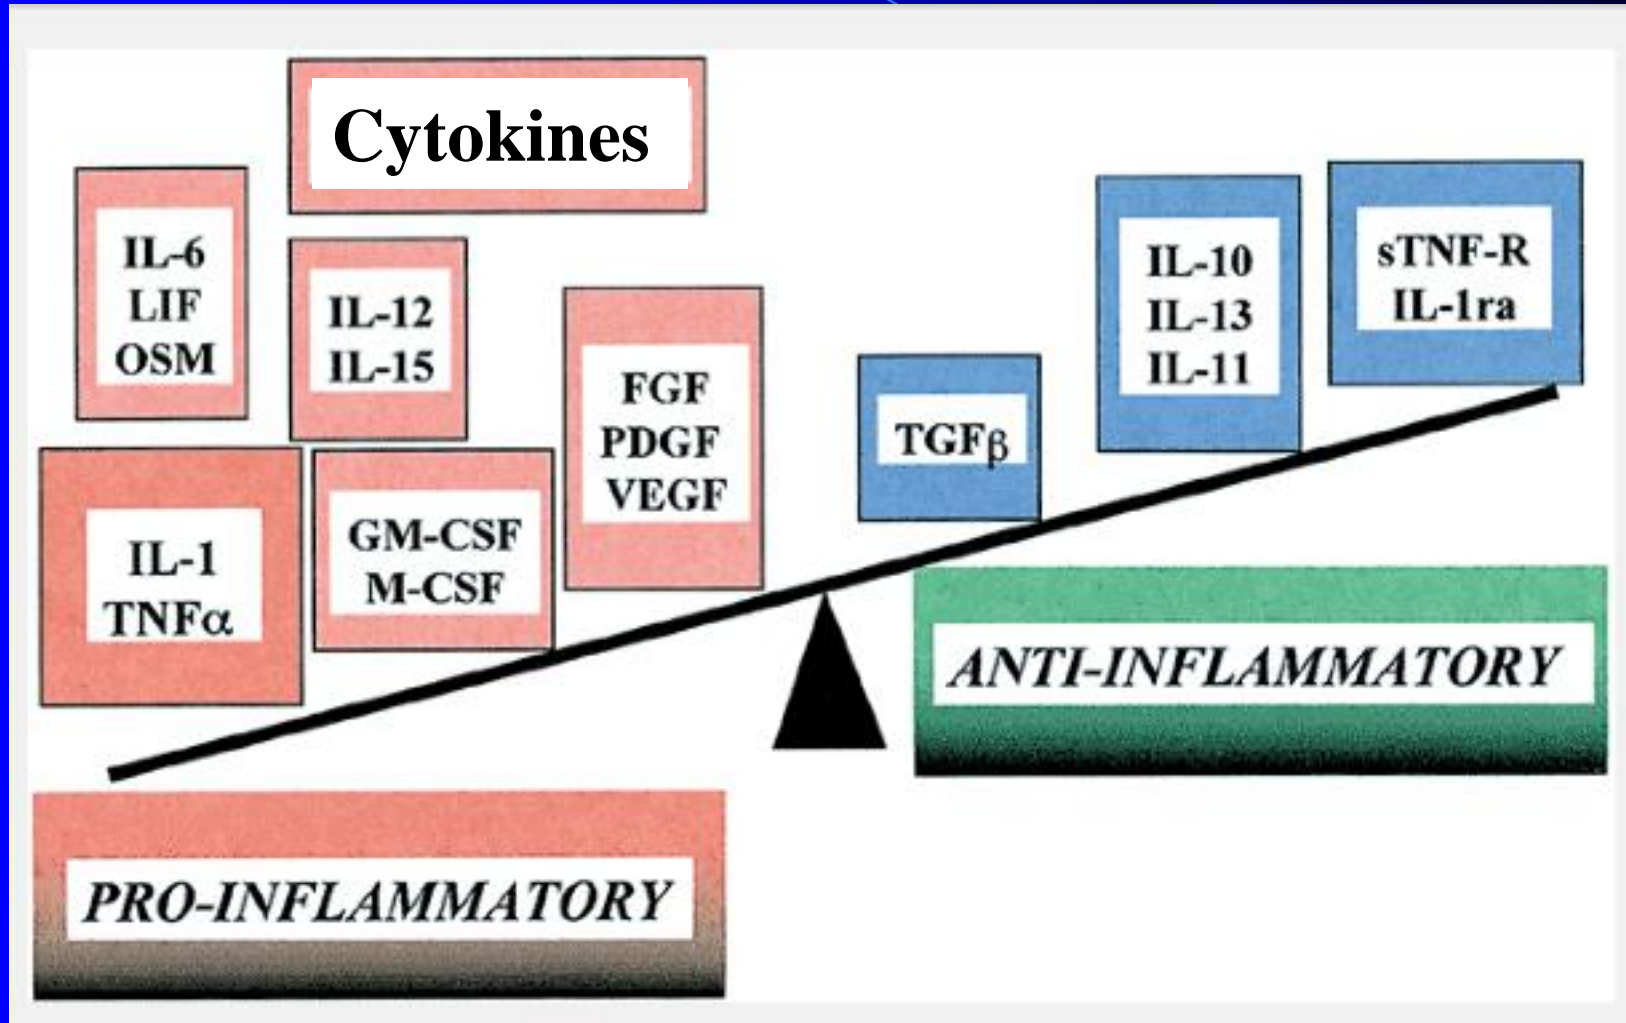 Cytokines
IL-6
LIF
OSM
IL-12
IL-15
FGF
PDGF
VEGF
IL-1
TNFα
GM-CSF
M-CSF
TGFβ
IL-10
IL-13
IL-11
sTNF-R
IL-1ra
ANTI-INFLAMMATORY
PRO-INFLAMMATORY